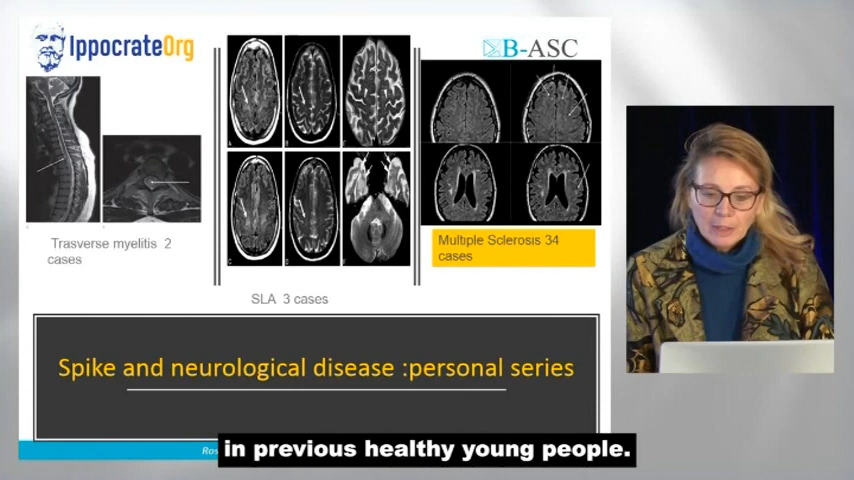 IppocrateOrg
B-ASC
Trasverse myelitis 2
cases
SLA 3 cases
Multiple Sclerosis 34
cases
Spike and neurological disease :personal series
in previous healthy young people.